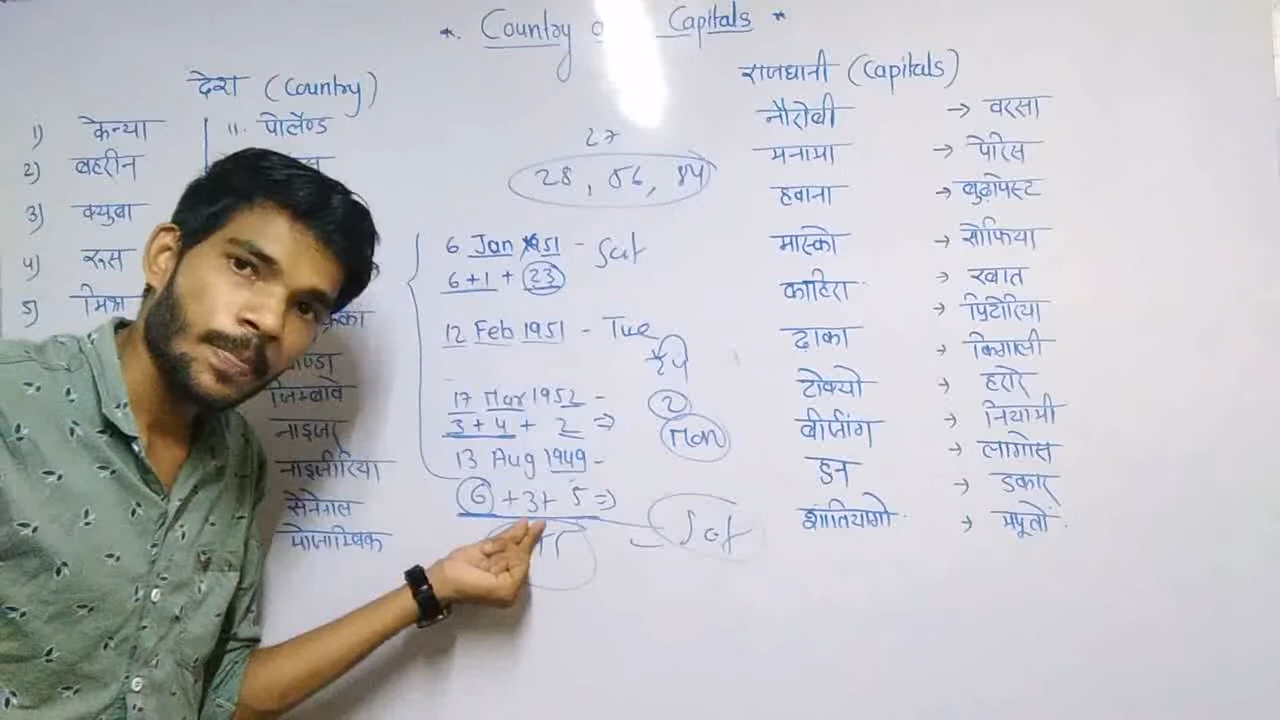 *. Country Capitals *
देश (Country)
1) केन्या
2) बहरीन
3) क्युबा
4) रूस
5) मिस्र
11. पोलैण्ड
जिम्बाबे
नाइजर
नाइजीरिया
सेनेगल
मोजाम्बिक
27
28, 56, 84
6 Jan 1951 - Sat
6+1+23
12 Feb 1951 - Tue
17 Mar 1952 -
3+4+2 ⇒
2
Mon
13 Aug 1949 -
6+3+5 ⇒
Sat
राजधानी (Capitals)
नौरोबी → वरसा
मनामा → पेरिस
हवाना → बुढ़ापेस्ट
मास्को → सोफिया
काहिरा → रबात
ढ़ाका → प्रिटोरिया
टोक्यो → किगाली
बीजींग → हरारे
डन → नियामी
शांतियागो → लागोस
→ डकार
→ मपूतों